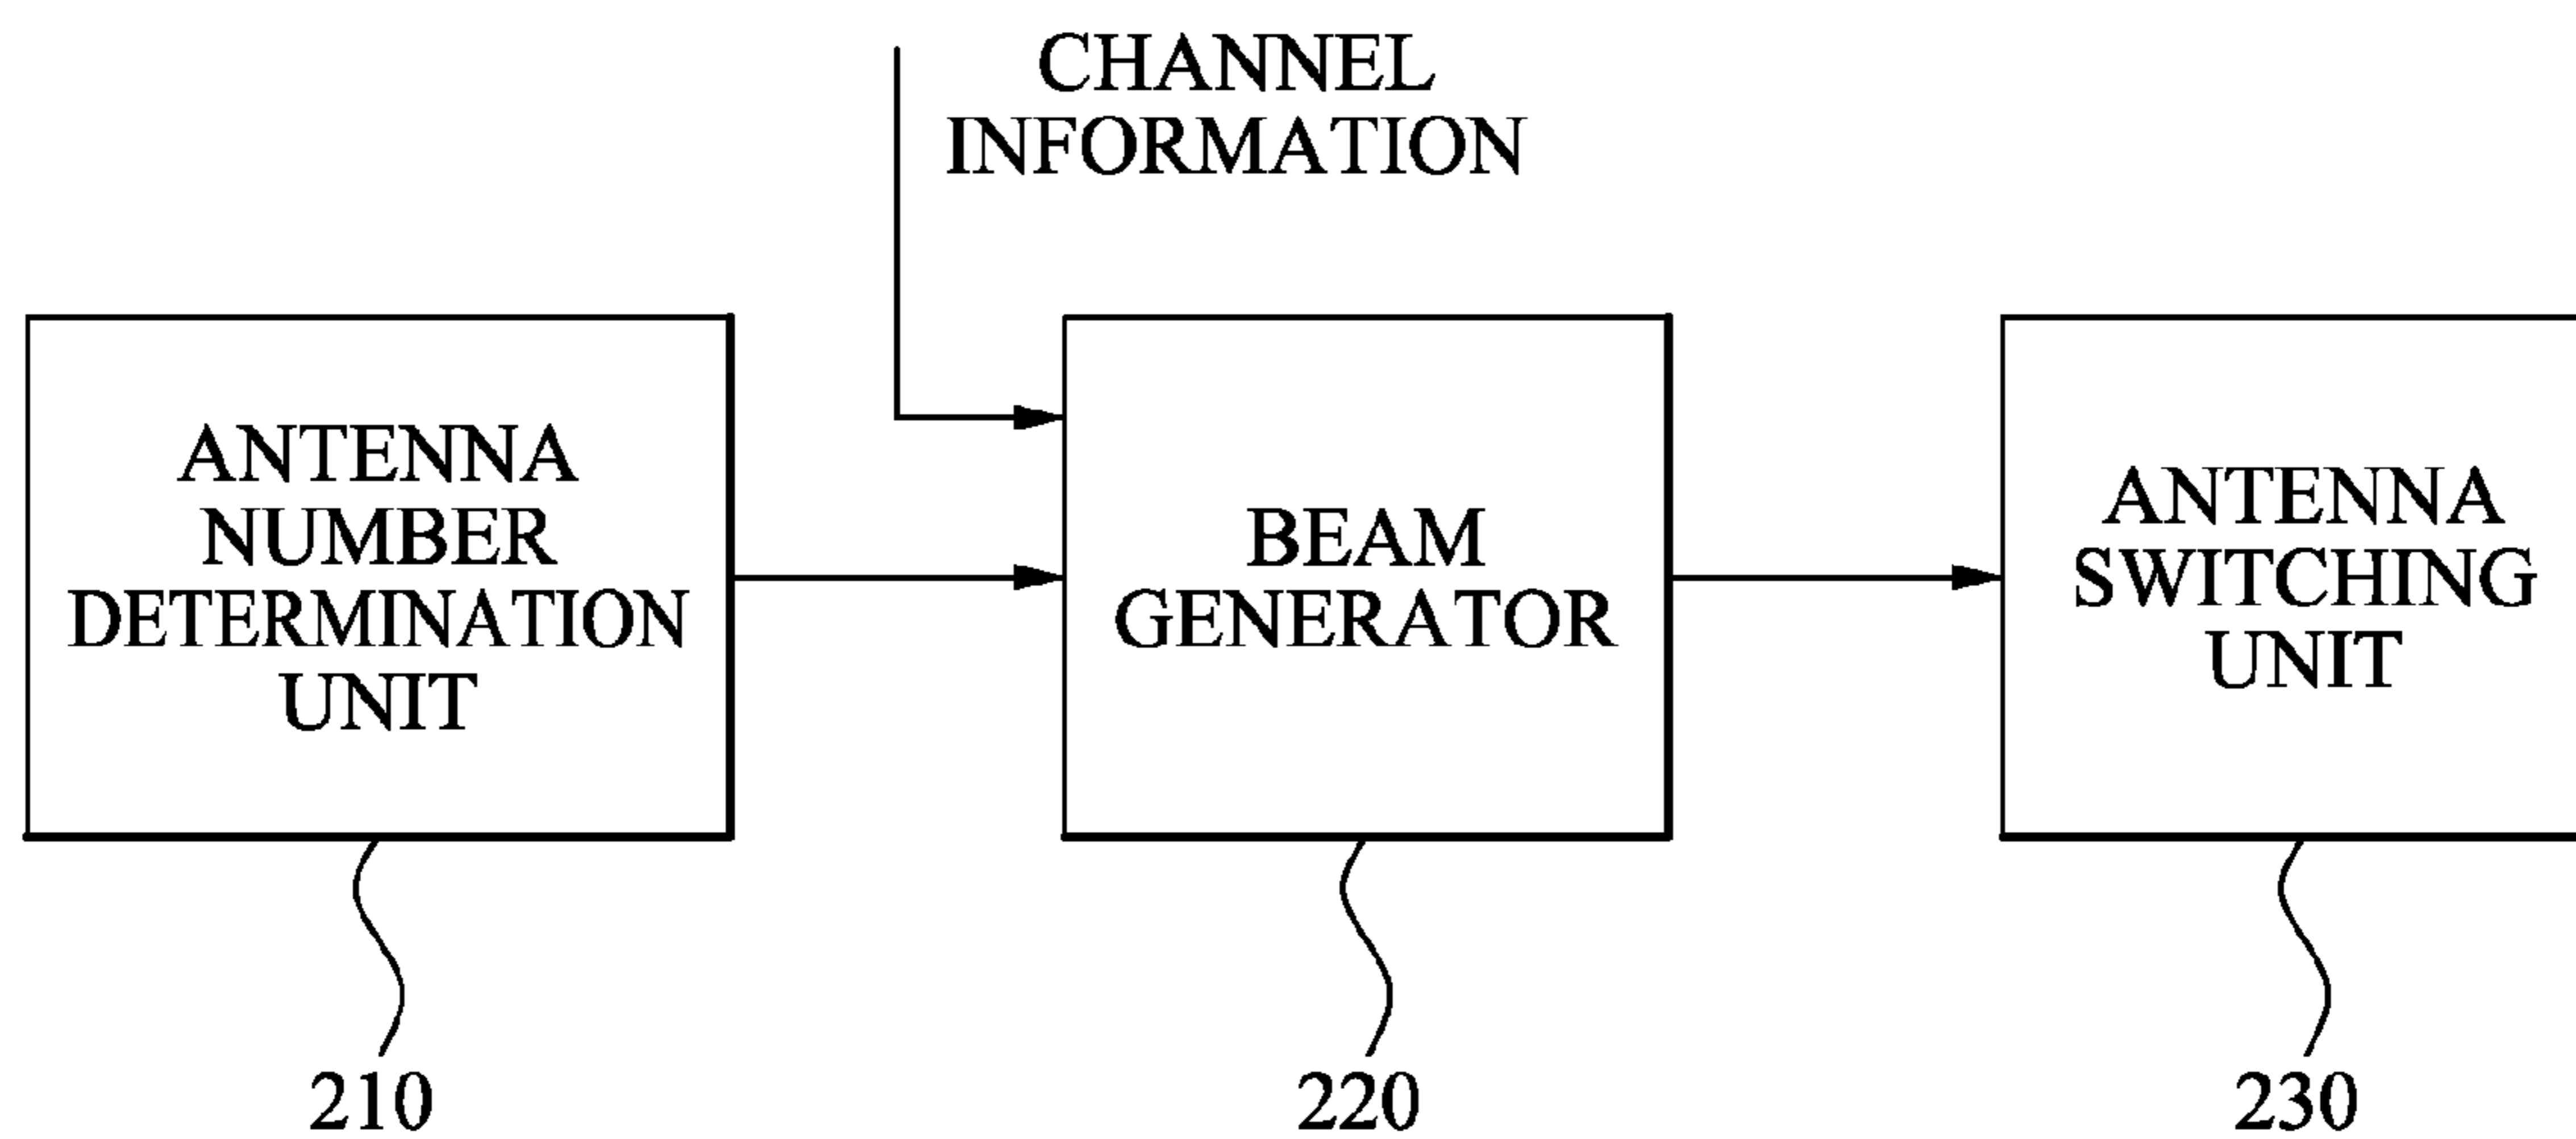 CHANNEL
INFORMATION
ANTENNA
NUMBER
DETERMINATION
UNIT
BEAM
GENERATOR
ANTENNA
SWITCHING
UNIT
210
220
230